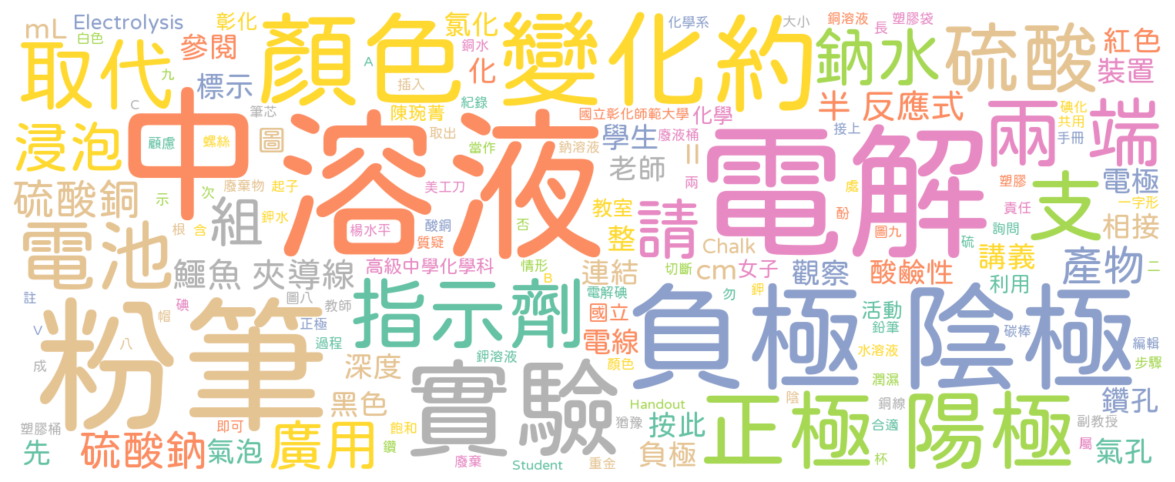 mL
Electrolysis
彰化
氯化
化學系
大小
銅溶液
塑膠袋
白色
取代
參閱
顏色
變化約
鈉水
硫酸
長
紅色
裝置
銅水
化
九
A
插入
標示
C
筆芯
陳琬菁
紀錄
國立彰化師範大學
化學
半
反應式
兩端
碘化
共用
手冊
浸泡
中
顧慮
螺絲
圖
取出
當作
鈉溶液
學生
廢液桶
接上
溶液
老師
II
兩
電解
塑膠
電極
硫酸銅
示
次
廢棄物
起子
美工刀
教室
請
處
酚
支
責任
一字形
組
鉀水
根
含
楊水平
酸銅
質疑
否
整
Chalk
圖九
詢問
相接
電池
鱷魚
夾導線
高級中學化學科
情形
連結
切斷
cm
女子
觀察
硫
酸鹼性
講義
利用
產物
二
註
碘
圖八
教師
B
電解碘
勿
鉀
粉筆
V
帽
正極
過程
指示劑
國立
電線
活動
鉛筆
負極
陰極
碳棒
編輯
步驟
八
成
深度
鉀溶液
顏色
水溶液
潤濕
黑色
實驗
Handout
猶豫
按此
正極
陽極
陰
銅線
合適
鑽孔
塑膠桶
先
硫酸鈉
即可
氣泡
廣用
飽和
鑽
廢棄
Student
重金
負極
杯
副教授
屬
氣孔